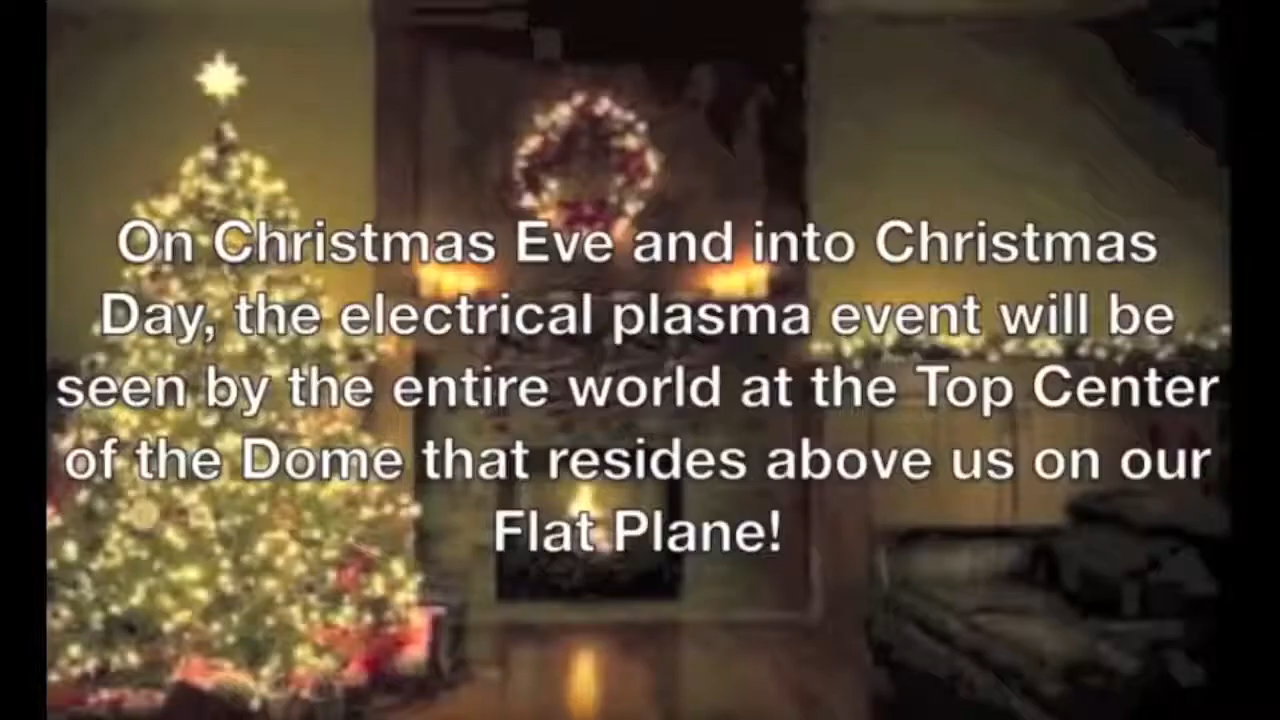 On Christmas Eve and into Christmas
Day, the electrical plasma event will be
seen by the entire world at the Top Center
of the Dome that resides above us on our
Flat Plane!